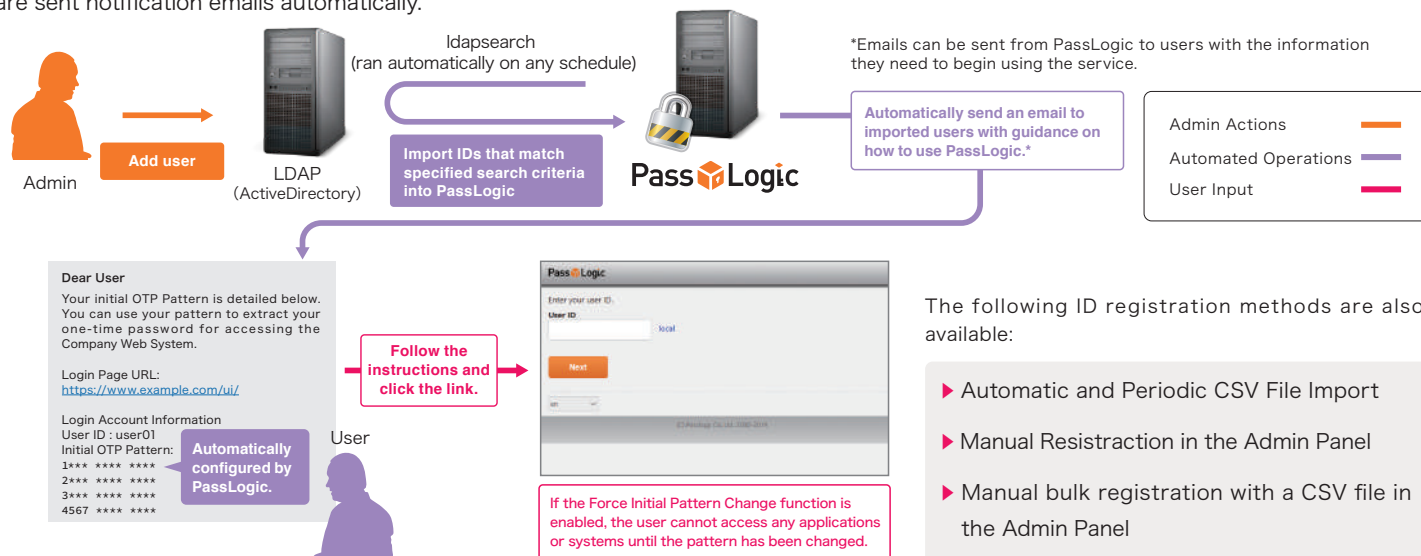 are sent notification emails automatically.
ldapsearch
(ran automatically on any schedule)
*Emails can be sent from PassLogic to users with the information
they need to begin using the service.
Add user
Admin
LDAP
(ActiveDirectory)
Import IDs that match
specified search criteria
into PassLogic
PassLogic
Automatically send an email to
imported users with guidance on
how to use PassLogic.*
Admin Actions
Automated Operations
User Input
Dear User
Your initial OTP Pattern is detailed below.
You can use your pattern to extract your
one-time password for accessing the
Company Web System.
Login Page URL:
https://www.example.com/ui/
Login Account Information
User ID : user01
Initial OTP Pattern:
1*** **** ****
2*** **** ****
3*** **** ****
4567 **** ****
Automatically
configured by
PassLogic.
User
Follow the
instructions and
click the link.
PassLogic
Enter your user ID.
User ID
local
Next
en
If the Force Initial Pattern Change function is
enabled, the user cannot access any applications
or systems until the pattern has been changed.
The following ID registration methods are also
available:
Automatic and Periodic CSV File Import
Manual Resistraction in the Admin Panel
Manual bulk registration with a CSV file in
the Admin Panel